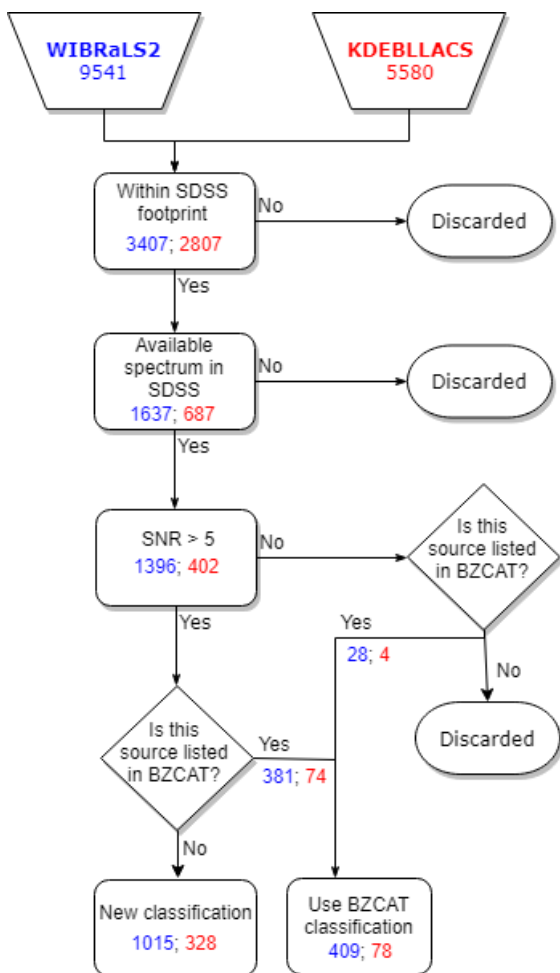 WIBRaLS2
9541
KDEBLLACS
5580
Within SDSS
footprint
3407; 2807
No
Discarded
Yes
Available
spectrum in
SDSS
1637; 687
No
Discarded
Yes
SNR > 5
1396; 402
No
Is this
source listed
in BZCAT?
Yes
28; 4
No
Discarded
Yes
Is this
source listed
in BZCAT?
Yes
381; 74
No
New classification
1015; 328
Use BZCAT
classification
409; 78